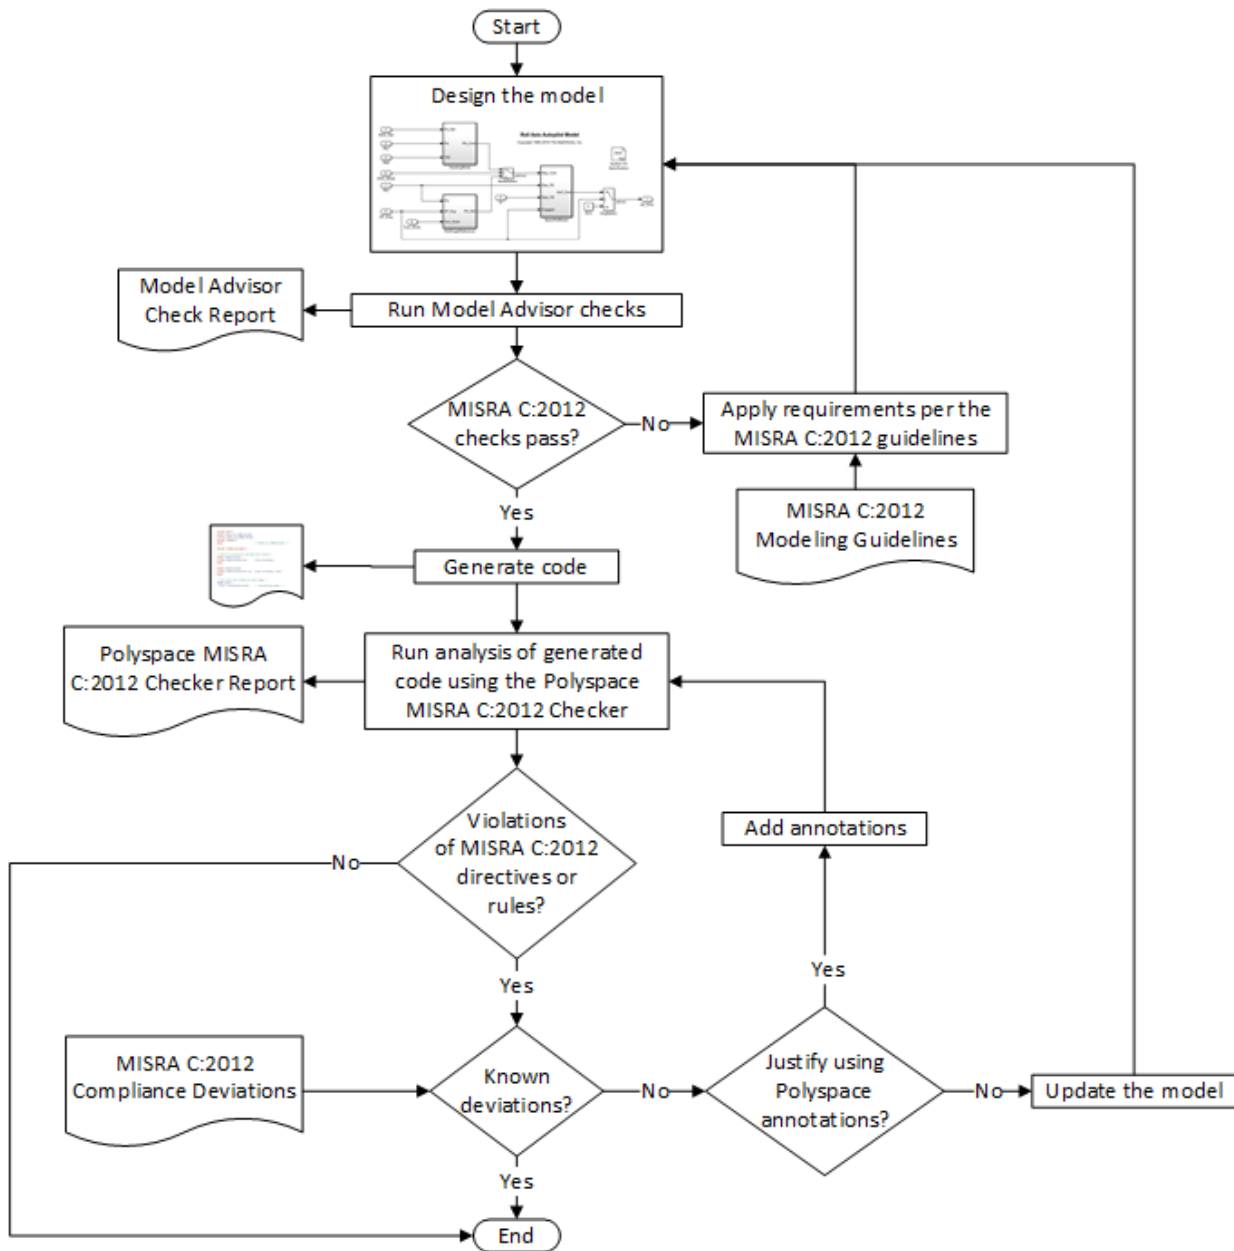 Start
Design the model
Roll Axis Autopilot Model
Model Advisor
Check Report
Run Model Advisor checks
MISRA C:2012
checks pass?
No
Apply requirements per the
MISRA C:2012 guidelines
Yes
MISRA C:2012
Modeling Guidelines
Generate code
Polyspace MISRA
C:2012 Checker Report
Run analysis of generated
code using the Polyspace
MISRA C:2012 Checker
Violations
of MISRA C:2012
directives or
rules?
No
Add annotations
Yes
Yes
MISRA C:2012
Compliance Deviations
Known
deviations?
No
Justify using
Polyspace
annotations?
No
Update the model
Yes
End